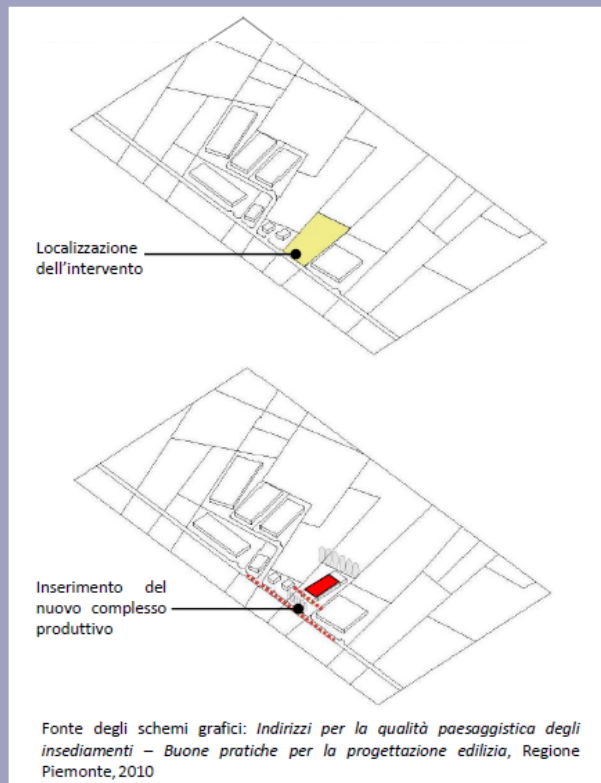 Localizzazione
dell’intervento
Inserimento del
nuovo complesso
produttivo
Fonte degli schemi grafici: Indirizzi per la qualità paesaggistica degli
insediamenti – Buone pratiche per la progettazione edilizia, Regione
Piemonte, 2010